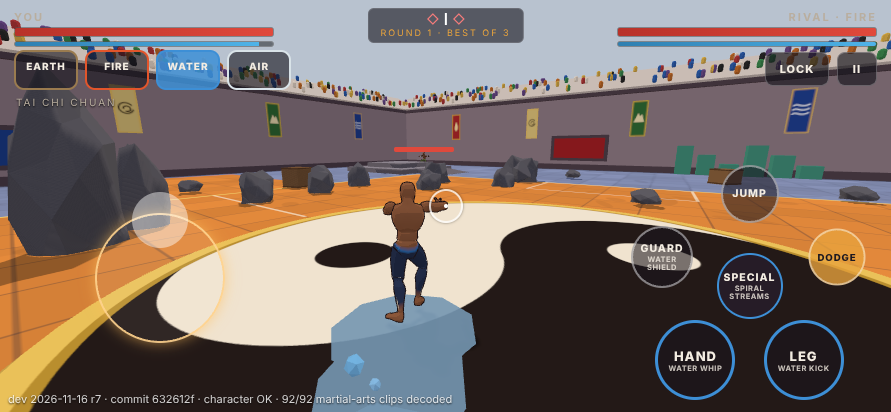 YOU
ROUND 1 · BEST OF 3
RIVAL · FIRE
EARTH
FIRE
WATER
AIR
LOCK
TAI CHI CHUAN
JUMP
GUARD
WATER
SHIELD
DODGE
SPECIAL
SPIRAL
STREAMS
HAND
WATER WHIP
LEG
WATER KICK
dev 2026-11-16 r7 · commit 632612f · character OK · 92/92 martial-arts clips decoded